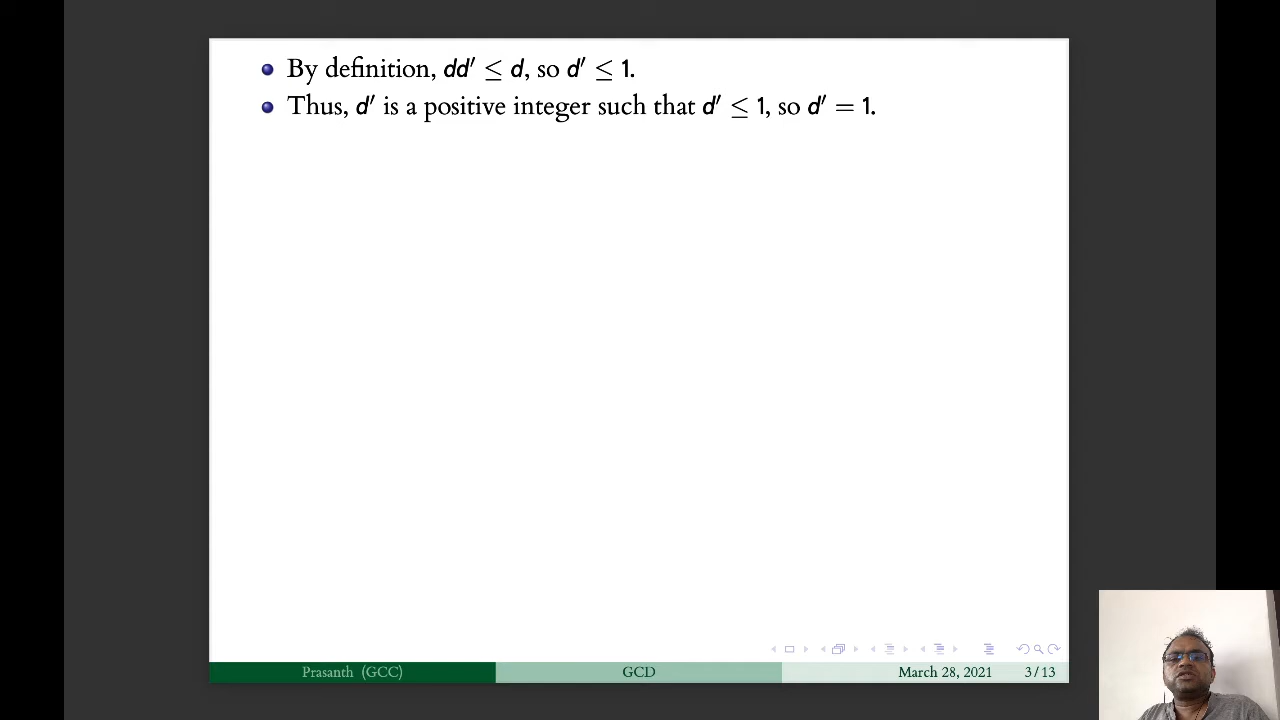 By definition, dd′ ≤ d, so d′ ≤ 1.
Thus, d′ is a positive integer such that d′ ≤ 1, so d′ = 1.
Prasanth (GCC) GCD March 28, 2021 3 / 13